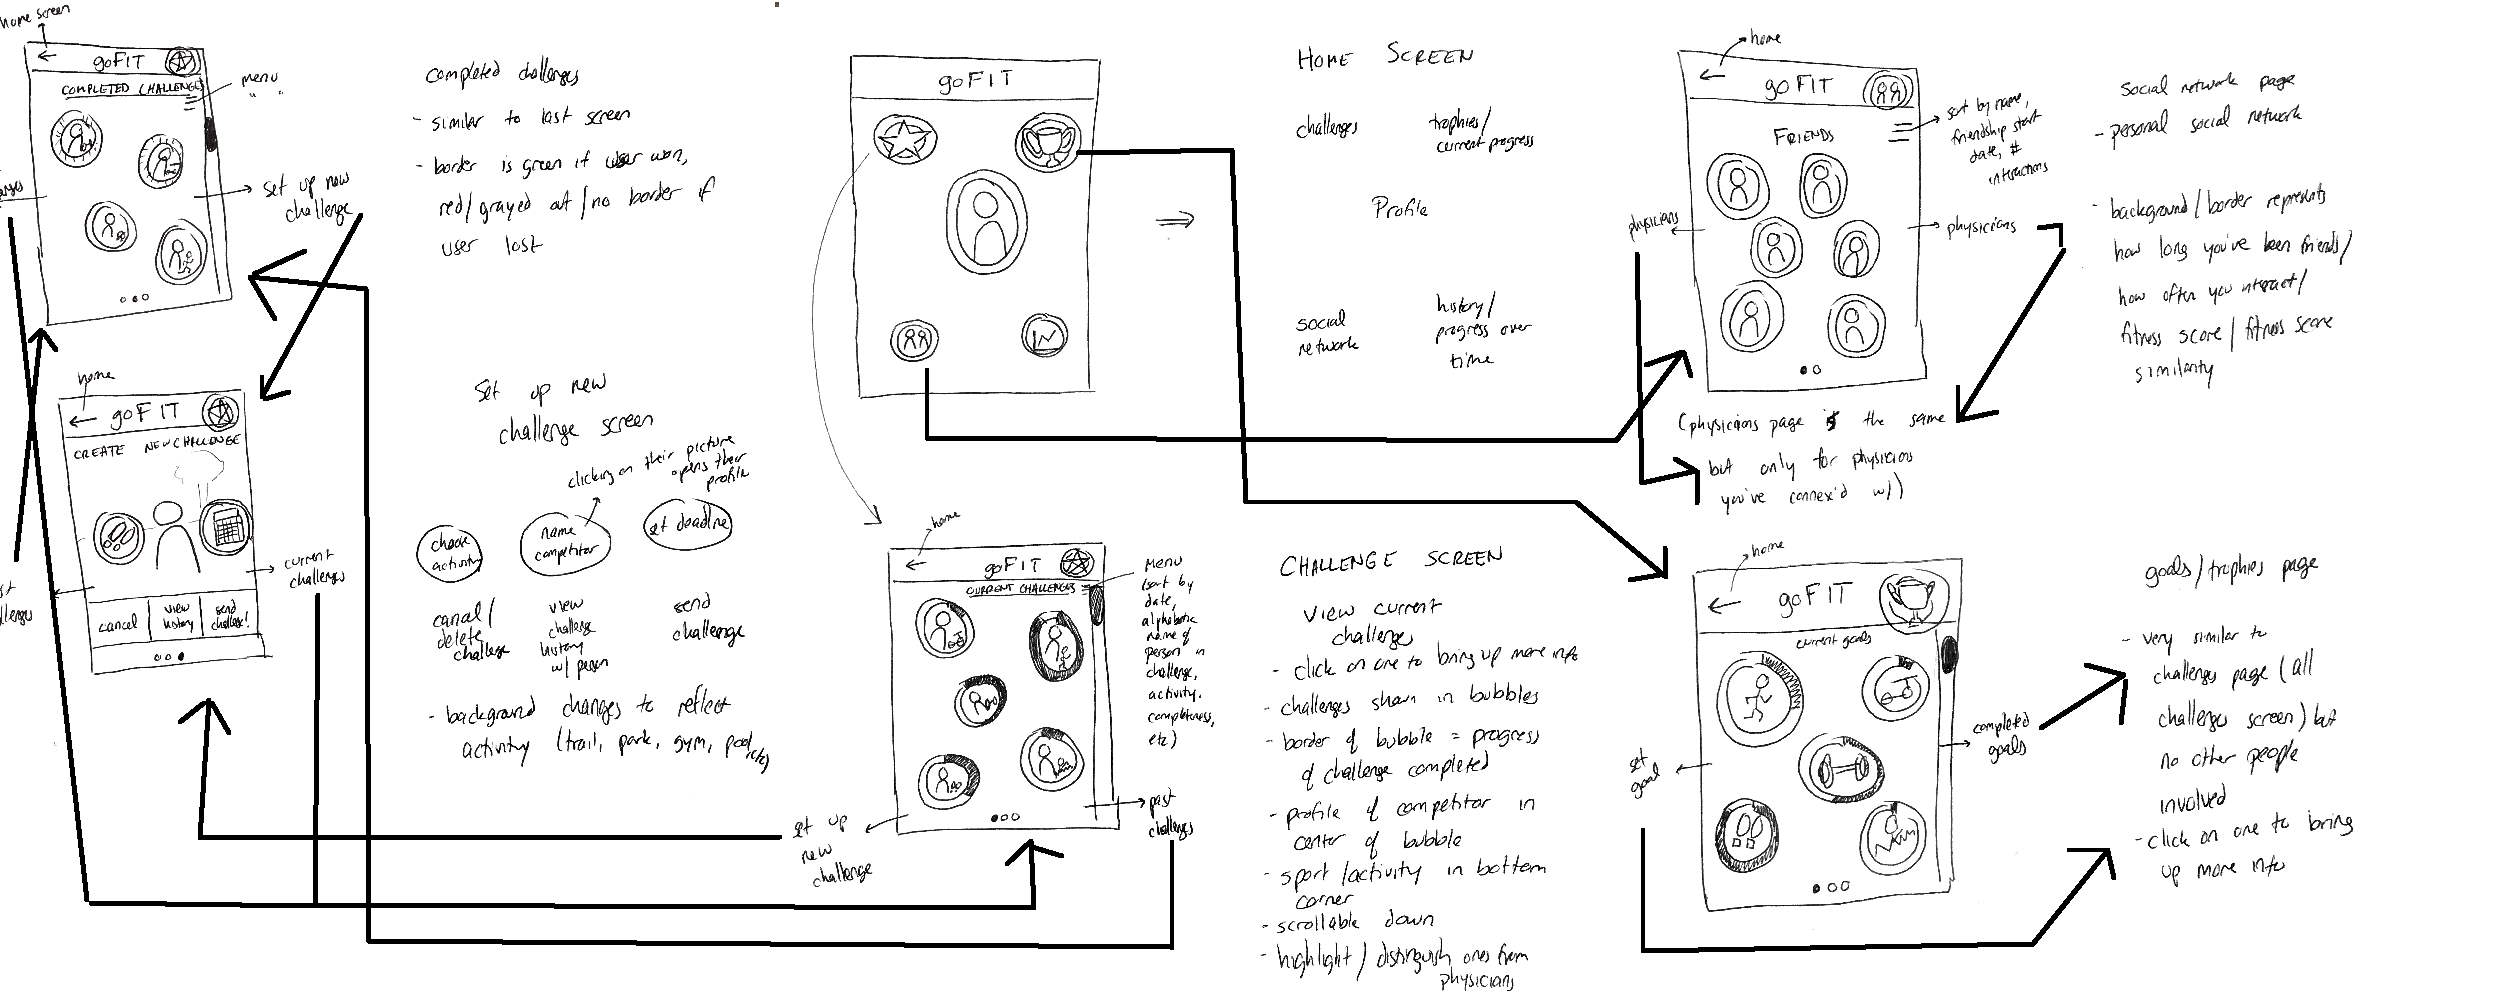 home screen
goFIT
COMPLETED CHALLENGES
menu
" "
set up new
challenge
completed challenges
- similar to last screen
- border is green if user won,
red/grayed out/no border if
user lost
home
goFIT
CREATE NEW CHALLENGE
cancel
view
history
send
challenge!
current
challenges
Set up new
challenge screen
clicking on their picture
opens their
profile
choose
activity
name
competitor
set deadline
cancel/
delete
challenge
view
challenge
history
w/ person
send
challenge
- background changes to reflect
activity (trail, park, gym, pool, etc)
goFIT
HOME SCREEN
challenges
trophies/
current progress
Profile
social
network
history/
progress over
time
home
goFIT
CURRENT CHALLENGES
menu
(sort by
date,
alphabetic
name of
person in
challenge,
activity,
completeness,
etc)
set up
new
challenge
past
challenges
CHALLENGE SCREEN
view current
challenges
- click on one to bring up more info
- challenges shown in bubbles
- border of bubble = progress
of challenge completed
- profile of competitor in
center of bubble
- sport/activity in bottom
corner
- scrollable down
- highlight/distinguish ones from
physicians
home
goFIT
FRIENDS
sort by name,
friendship start
date, #
interactions
physicians
physicians
(physicians page is the same
but only for physicians
you've connex'd w/)
Social network page
- personal social network
- background/border represents
how long you've been friends/
how often you interact/
fitness score/fitness score
similarity
home
goFIT
current goals
set
goal
completed
goals
goals/trophies page
- very similar to
challenges page (all
challenges screen) but
no other people
involved
- click on one to bring
up more info